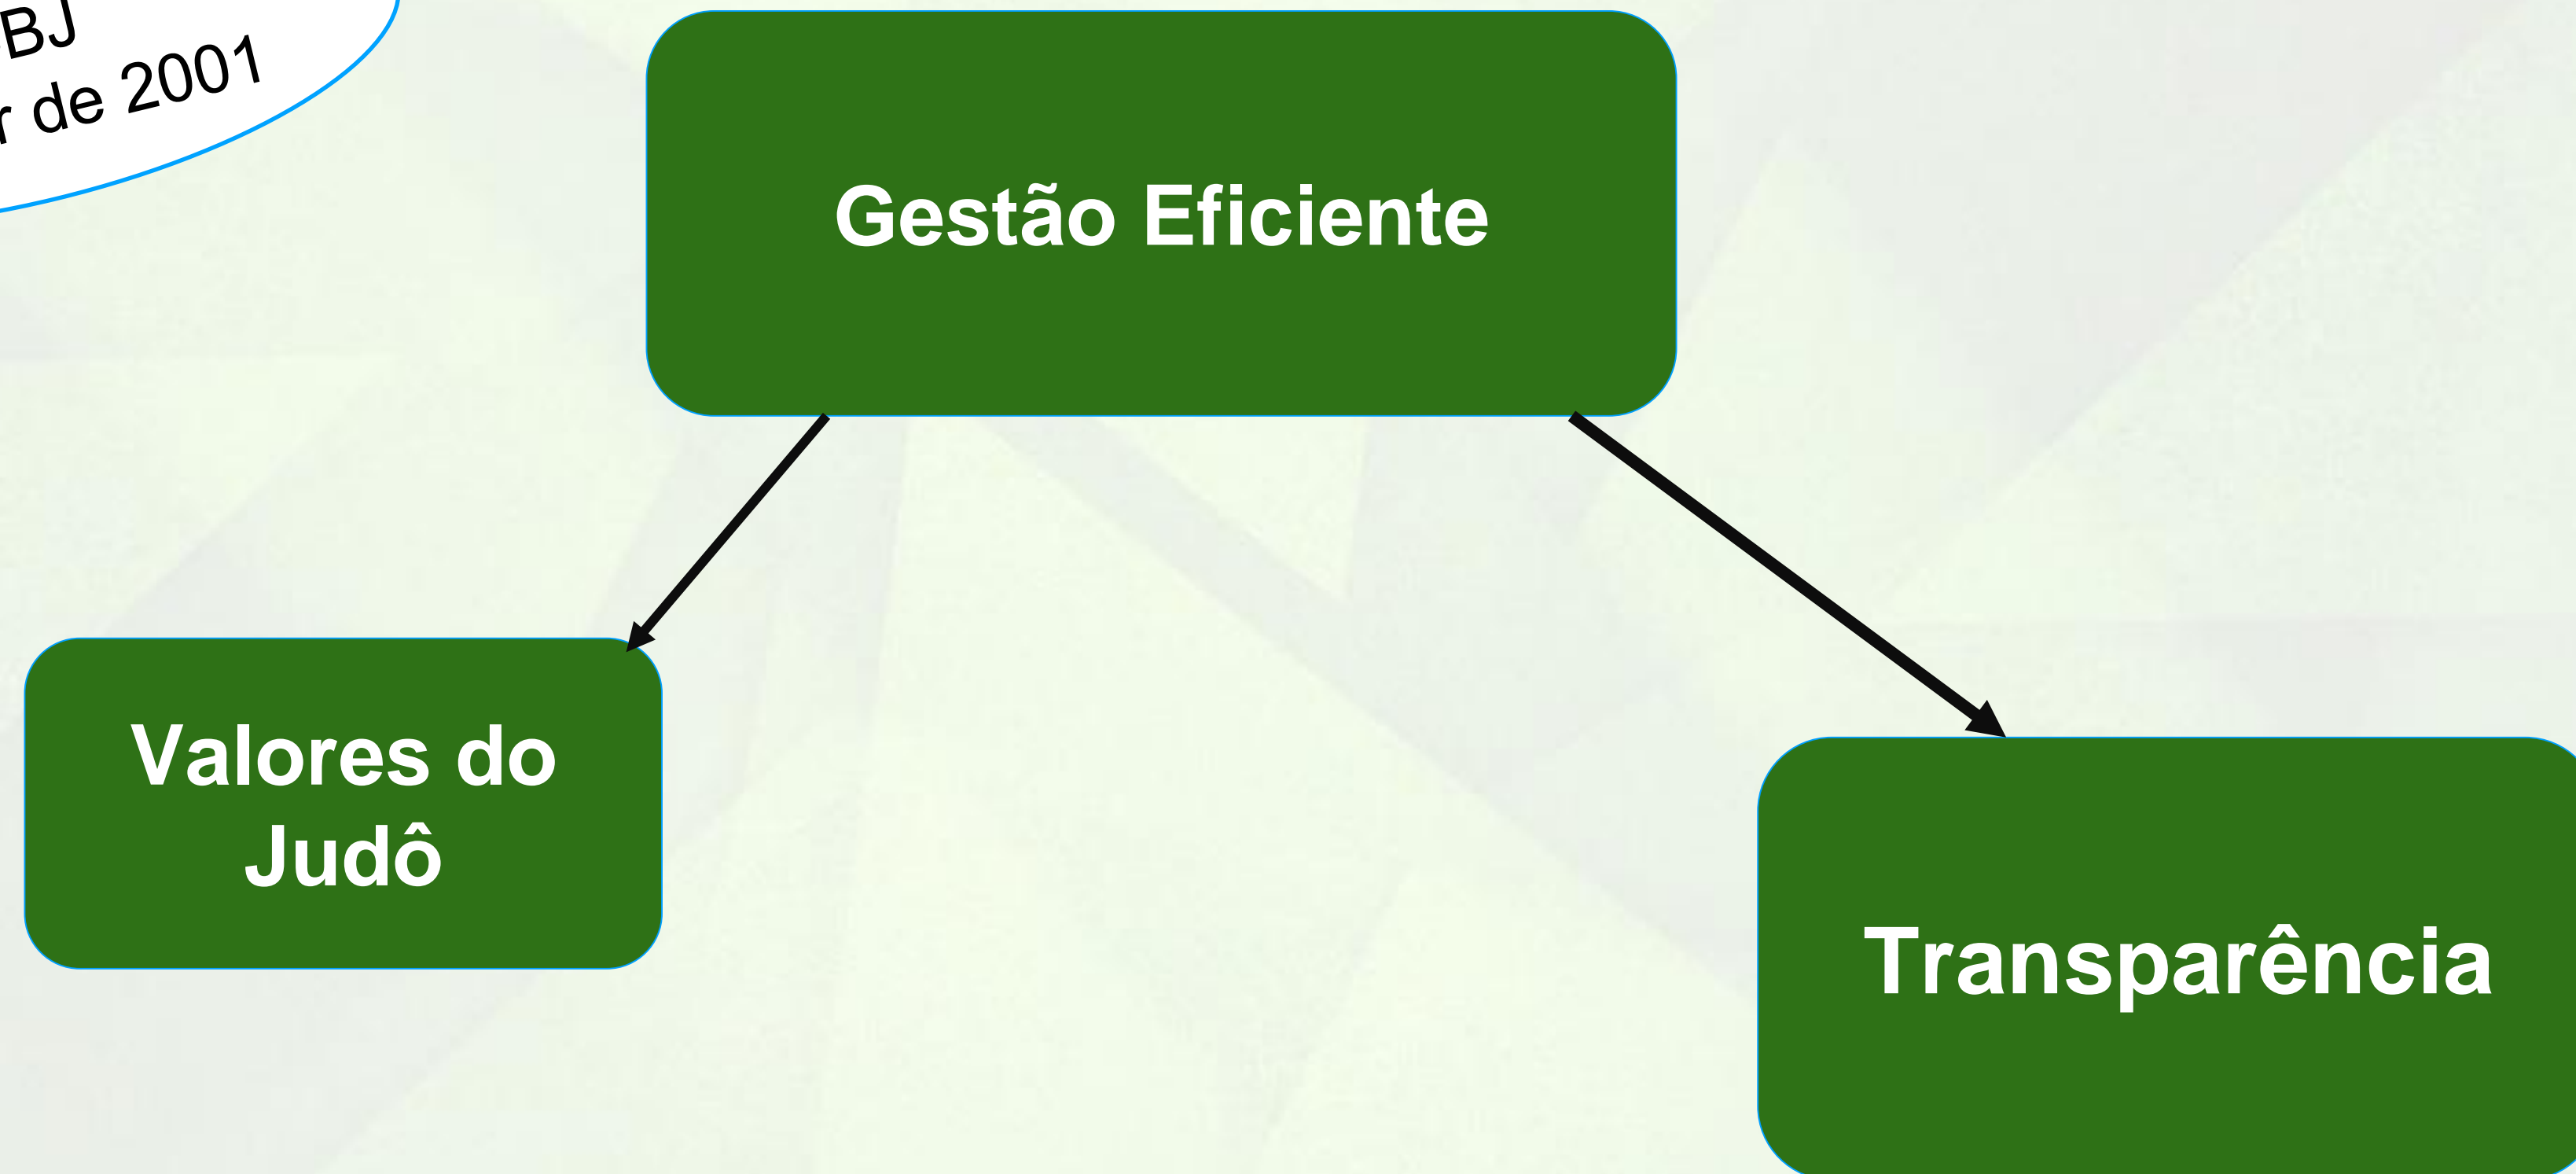 BJ
r de 2001
Gestão Eficiente
Valores do
Judô
Transparência